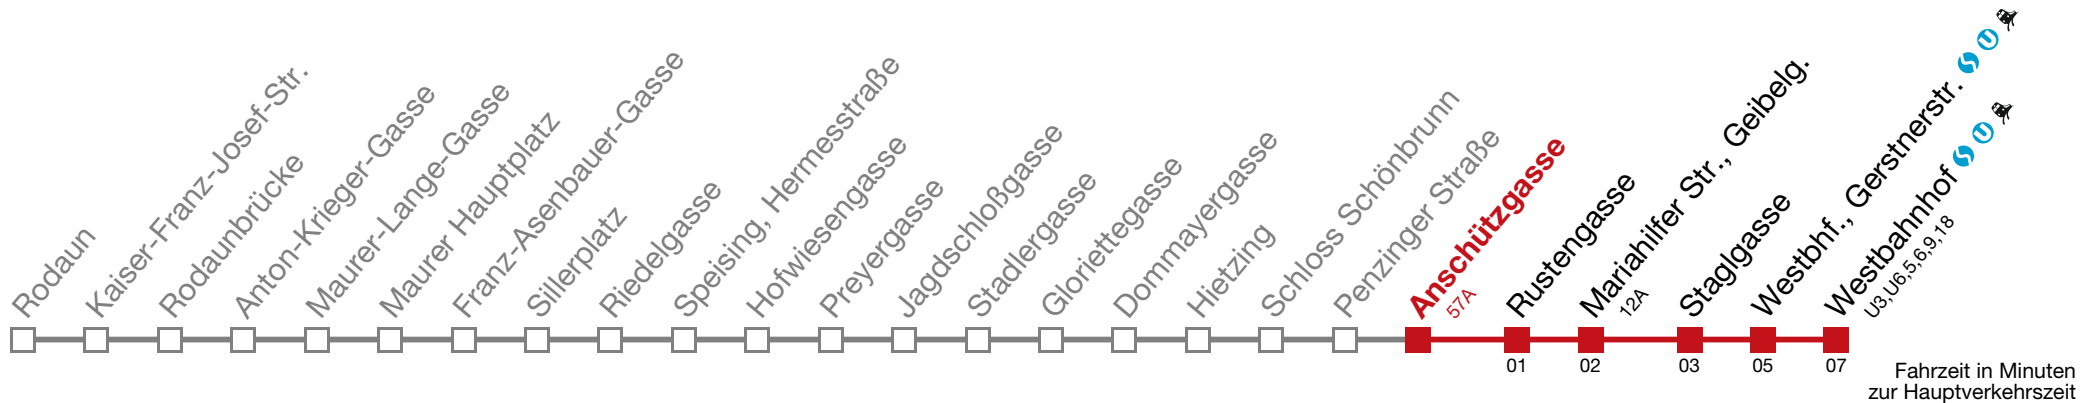 Rodaun
Kaiser-Franz-Josef-Str.
Rodaunbrücke
Anton-Krieger-Gasse
Maurer-Lange-Gasse
Maurer Hauptplatz
Franz-Asenbauer-Gasse
Sillerplatz
Riedelgasse
Speising, Hermesstraße
Hofwiesengasse
Preyergasse
Jagdschloßgasse
Stadlergasse
Gloriettegasse
Dommayergasse
Hietzing
Schloss Schönbrunn
Penzinger Straße
Anschützgasse
57A
Rustengasse
Mariahilfer Str., Geibelg.
12A
Staglgasse
Westbhf., Gerstnerstr. S U
Westbahnhof S U
U3,U6,5,6,9,18
01
02
03
05
07
Fahrzeit in Minuten
zur Hauptverkehrszeit